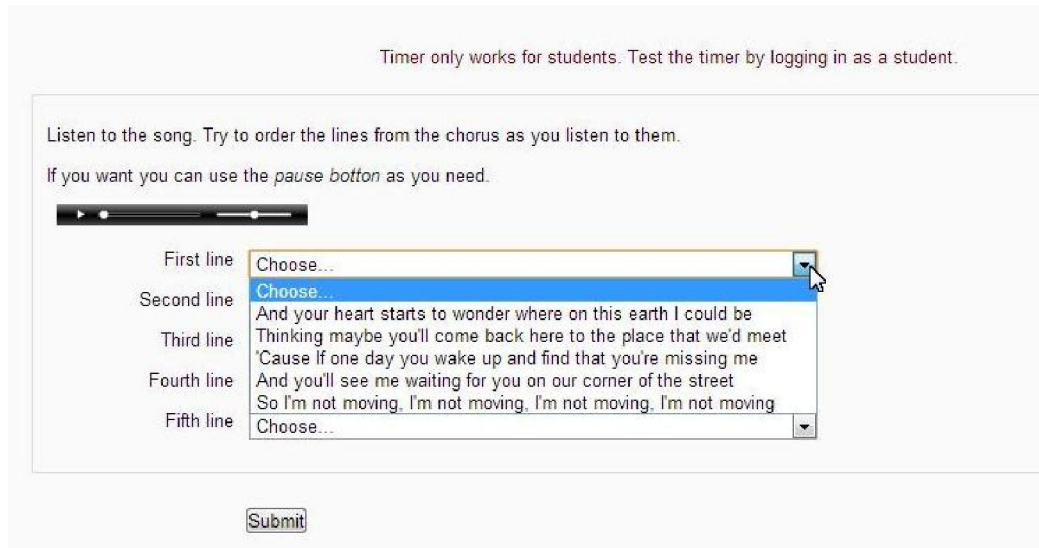 Timer only works for students. Test the timer by logging in as a student.
Listen to the song. Try to order the lines from the chorus as you listen to them.
If you want you can use the pause botton as you need.
First line
Choose...
Choose...
Second line
And your heart starts to wonder where on this earth I could be
Third line
Thinking maybe you'll come back here to the place that we'd meet
'Cause If one day you wake up and find that you're missing me
Fourth line
And you'll see me waiting for you on our corner of the street
So I'm not moving, I'm not moving, I'm not moving, I'm not moving
Fifth line
Choose...
Submit